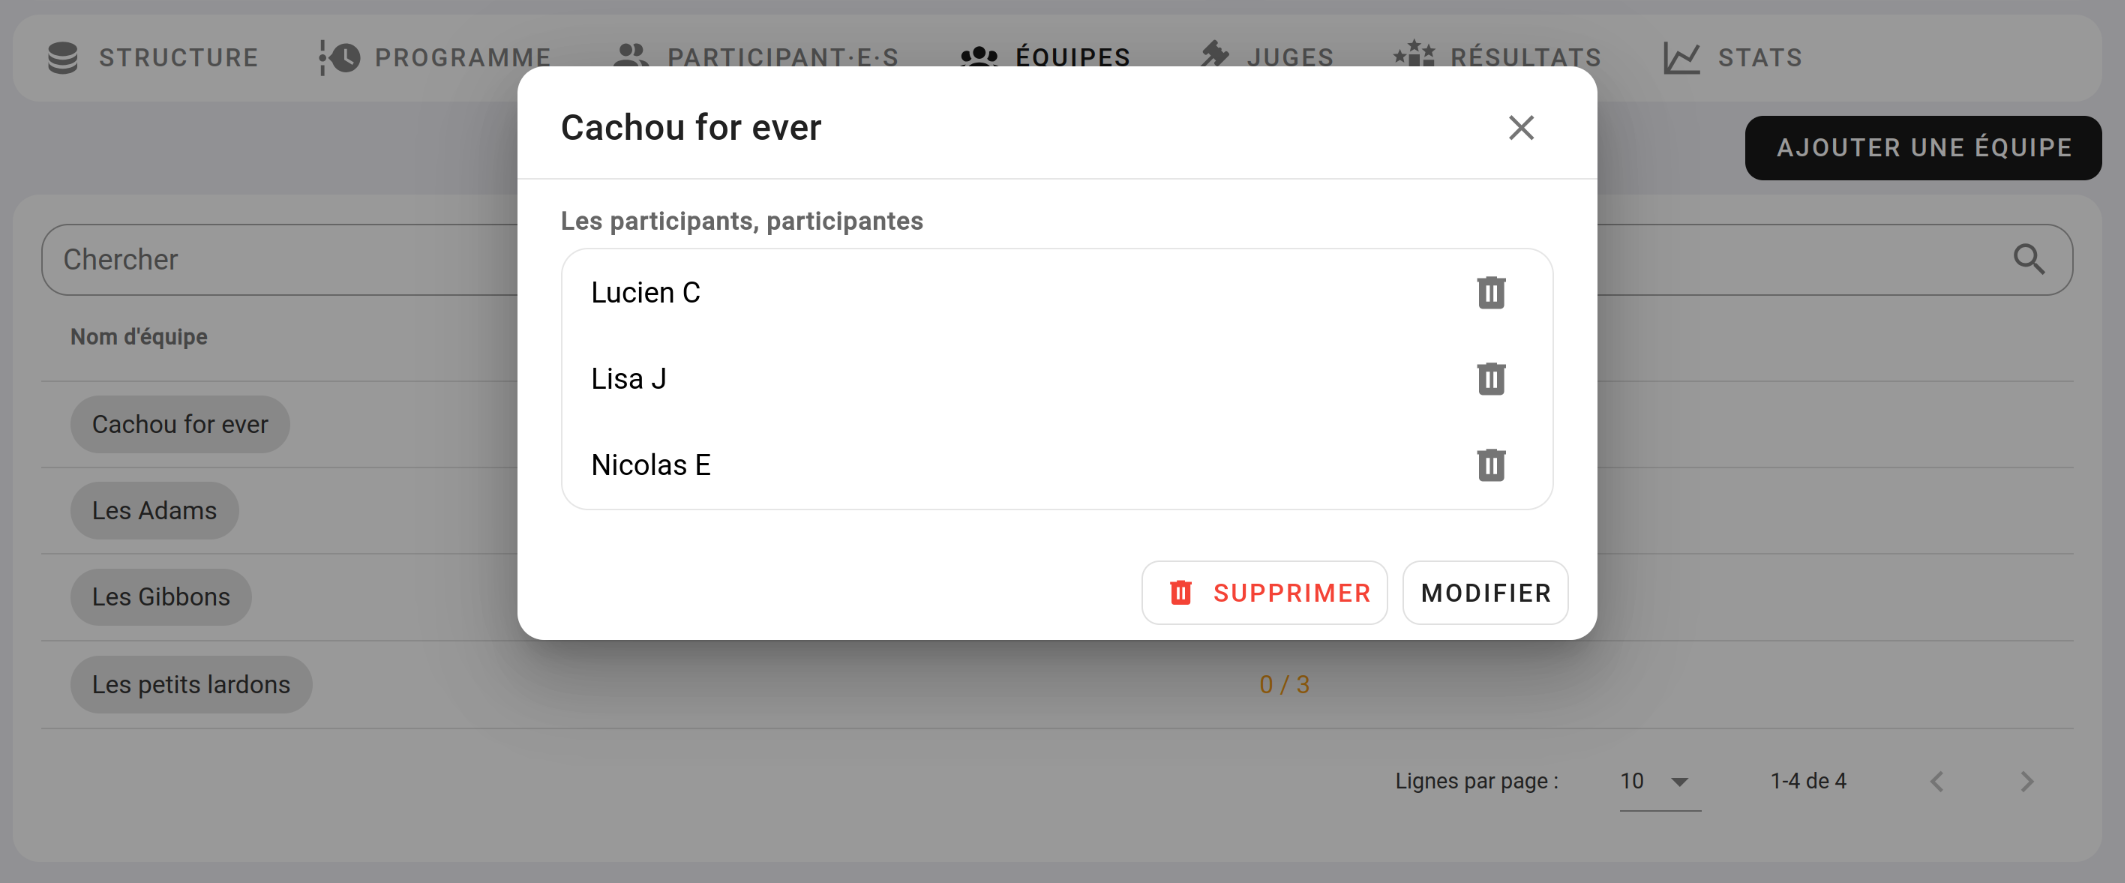 STRUCTURE PROGRAMME PARTICIPANT·E·S ÉQUIPES JUGES RÉSULTATS STATS
AJOUTER UNE ÉQUIPE
Cachou for ever
Les participants, participantes
Lucien C
Lisa J
Nicolas E
SUPPRIMER MODIFIER
Chercher
Nom d'équipe
Cachou for ever
Les Adams
Les Gibbons
Les petits lardons 0 / 3
Lignes par page : 10 1-4 de 4